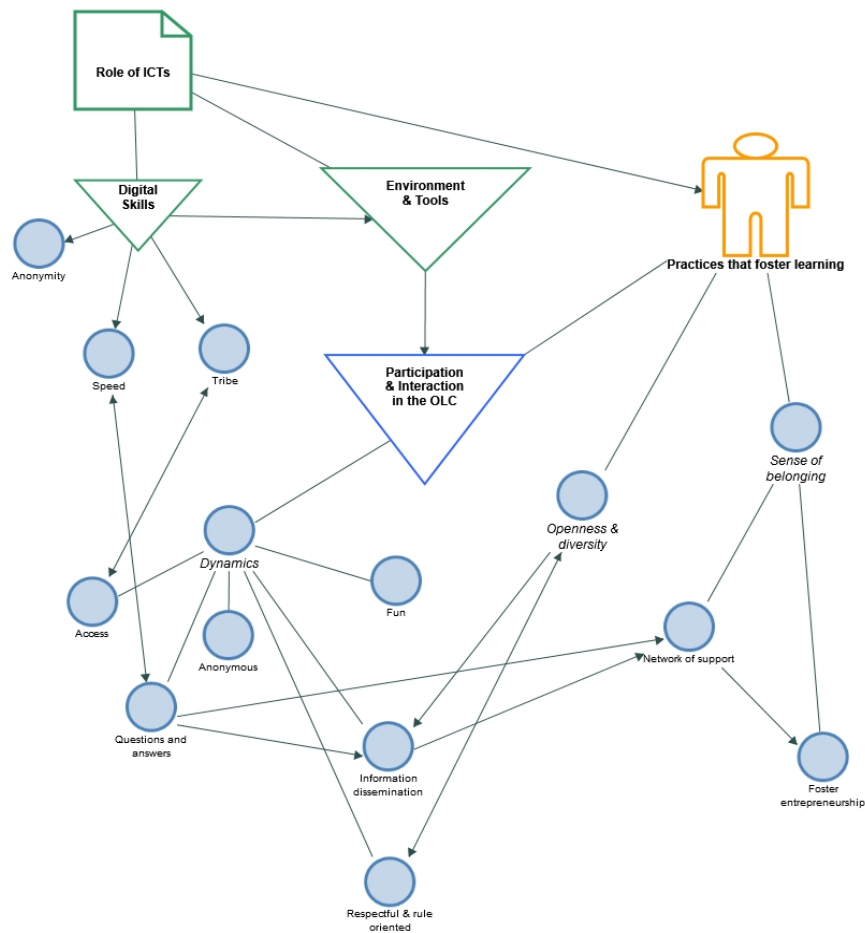 Role of ICTs
Digital
Skills
Environment
& Tools
Anonymity
Practices that foster learning
Speed
Tribe
Participation
& Interaction
in the OLC
Sense of
belonging
Openness &
diversity
Dynamics
Fun
Access
Anonymous
Network of support
Questions and
answers
Information
dissemination
Foster
entrepreneurship
Respectful & rule
oriented